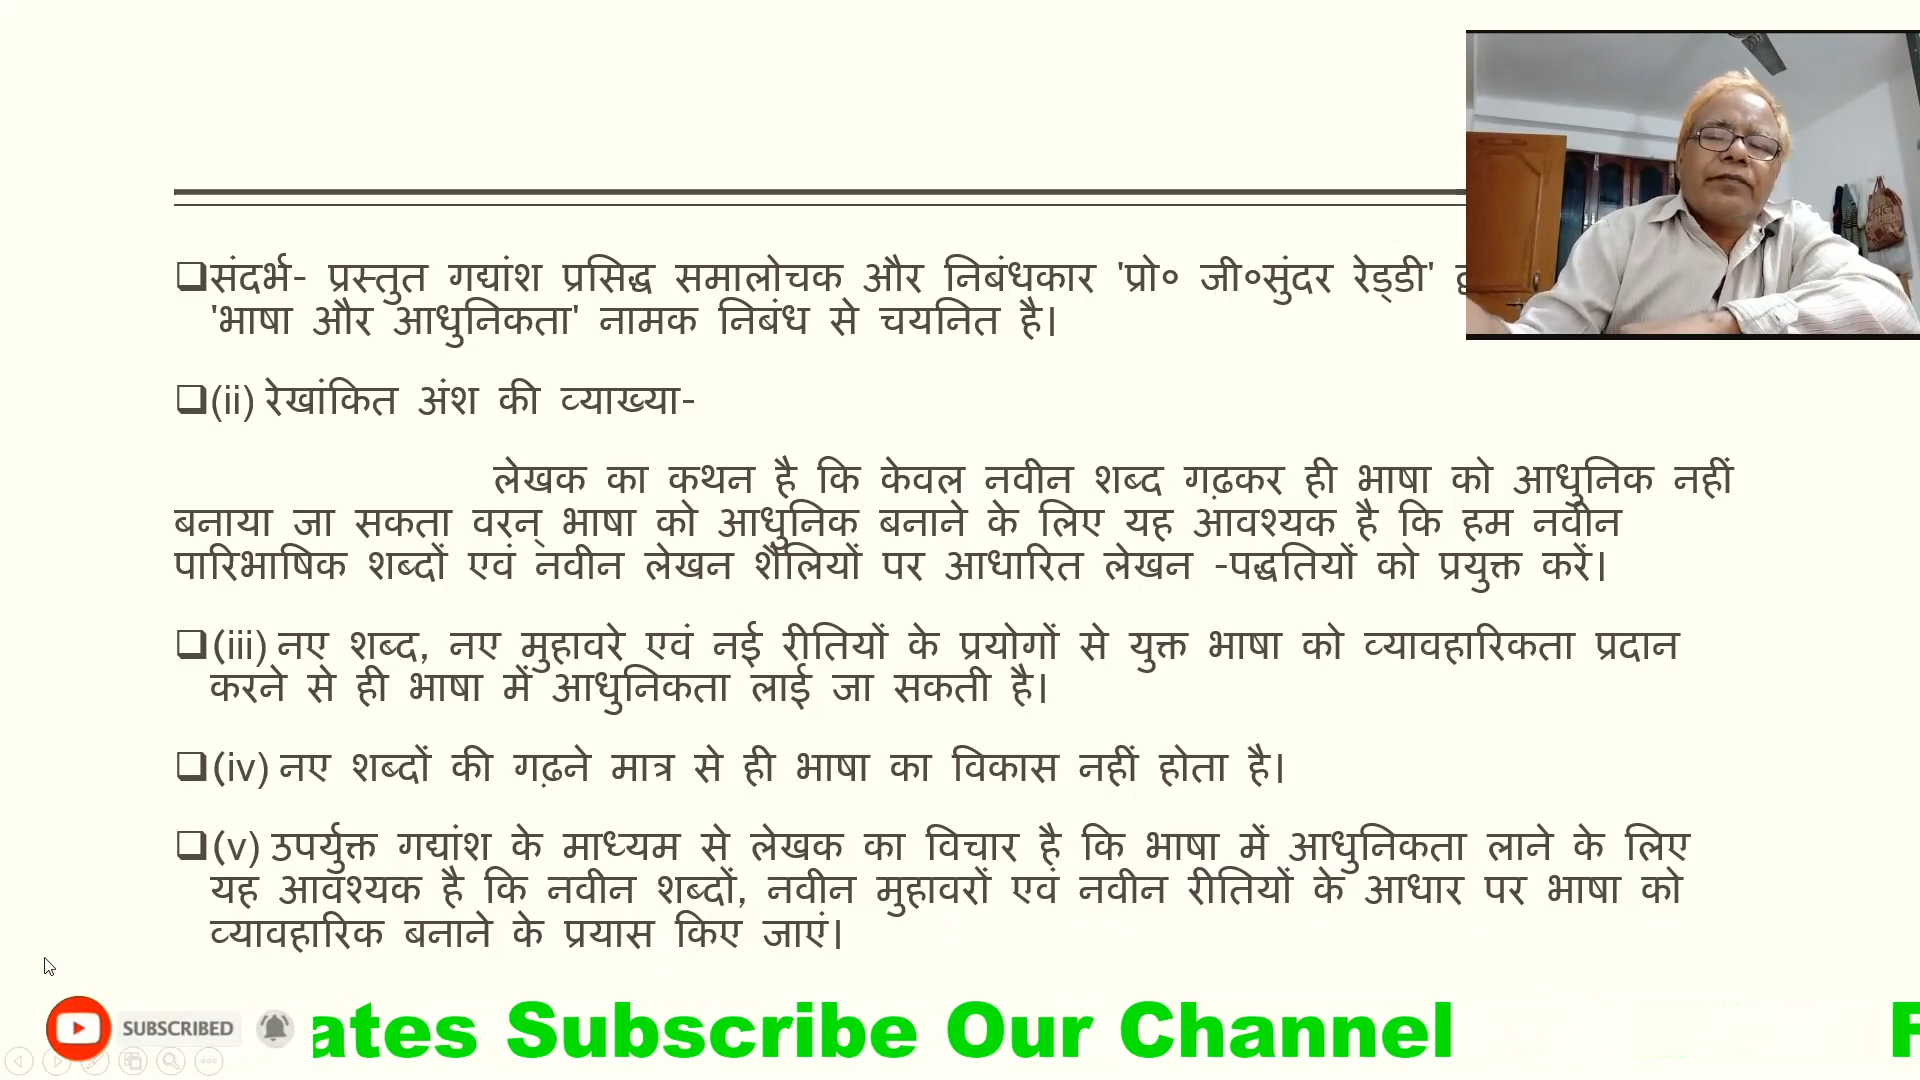 संदर्भ- प्रस्तुत गद्यांश प्रसिद्ध समालोचक और निबंधकार 'प्रो० जी०सुंदर रेड्डी'
'भाषा और आधुनिकता' नामक निबंध से चयनित है।
(ii) रेखांकित अंश की व्याख्या-
लेखक का कथन है कि केवल नवीन शब्द गढ़कर ही भाषा को आधुनिक नहीं
बनाया जा सकता वरन् भाषा को आधुनिक बनाने के लिए यह आवश्यक है कि हम नवीन
पारिभाषिक शब्दों एवं नवीन लेखन शैलियों पर आधारित लेखन -पद्धतियों को प्रयुक्त करें।
(iii) नए शब्द, नए मुहावरे एवं नई रीतियों के प्रयोगों से युक्त भाषा को व्यावहारिकता प्रदान
करने से ही भाषा में आधुनिकता लाई जा सकती है।
(iv) नए शब्दों की गढ़ने मात्र से ही भाषा का विकास नहीं होता है।
(v) उपर्युक्त गद्यांश के माध्यम से लेखक का विचार है कि भाषा में आधुनिकता लाने के लिए
यह आवश्यक है कि नवीन शब्दों, नवीन मुहावरों एवं नवीन रीतियों के आधार पर भाषा को
व्यावहारिक बनाने के प्रयास किए जाएं।
SUBSCRIBED
ates Subscribe Our Channel F